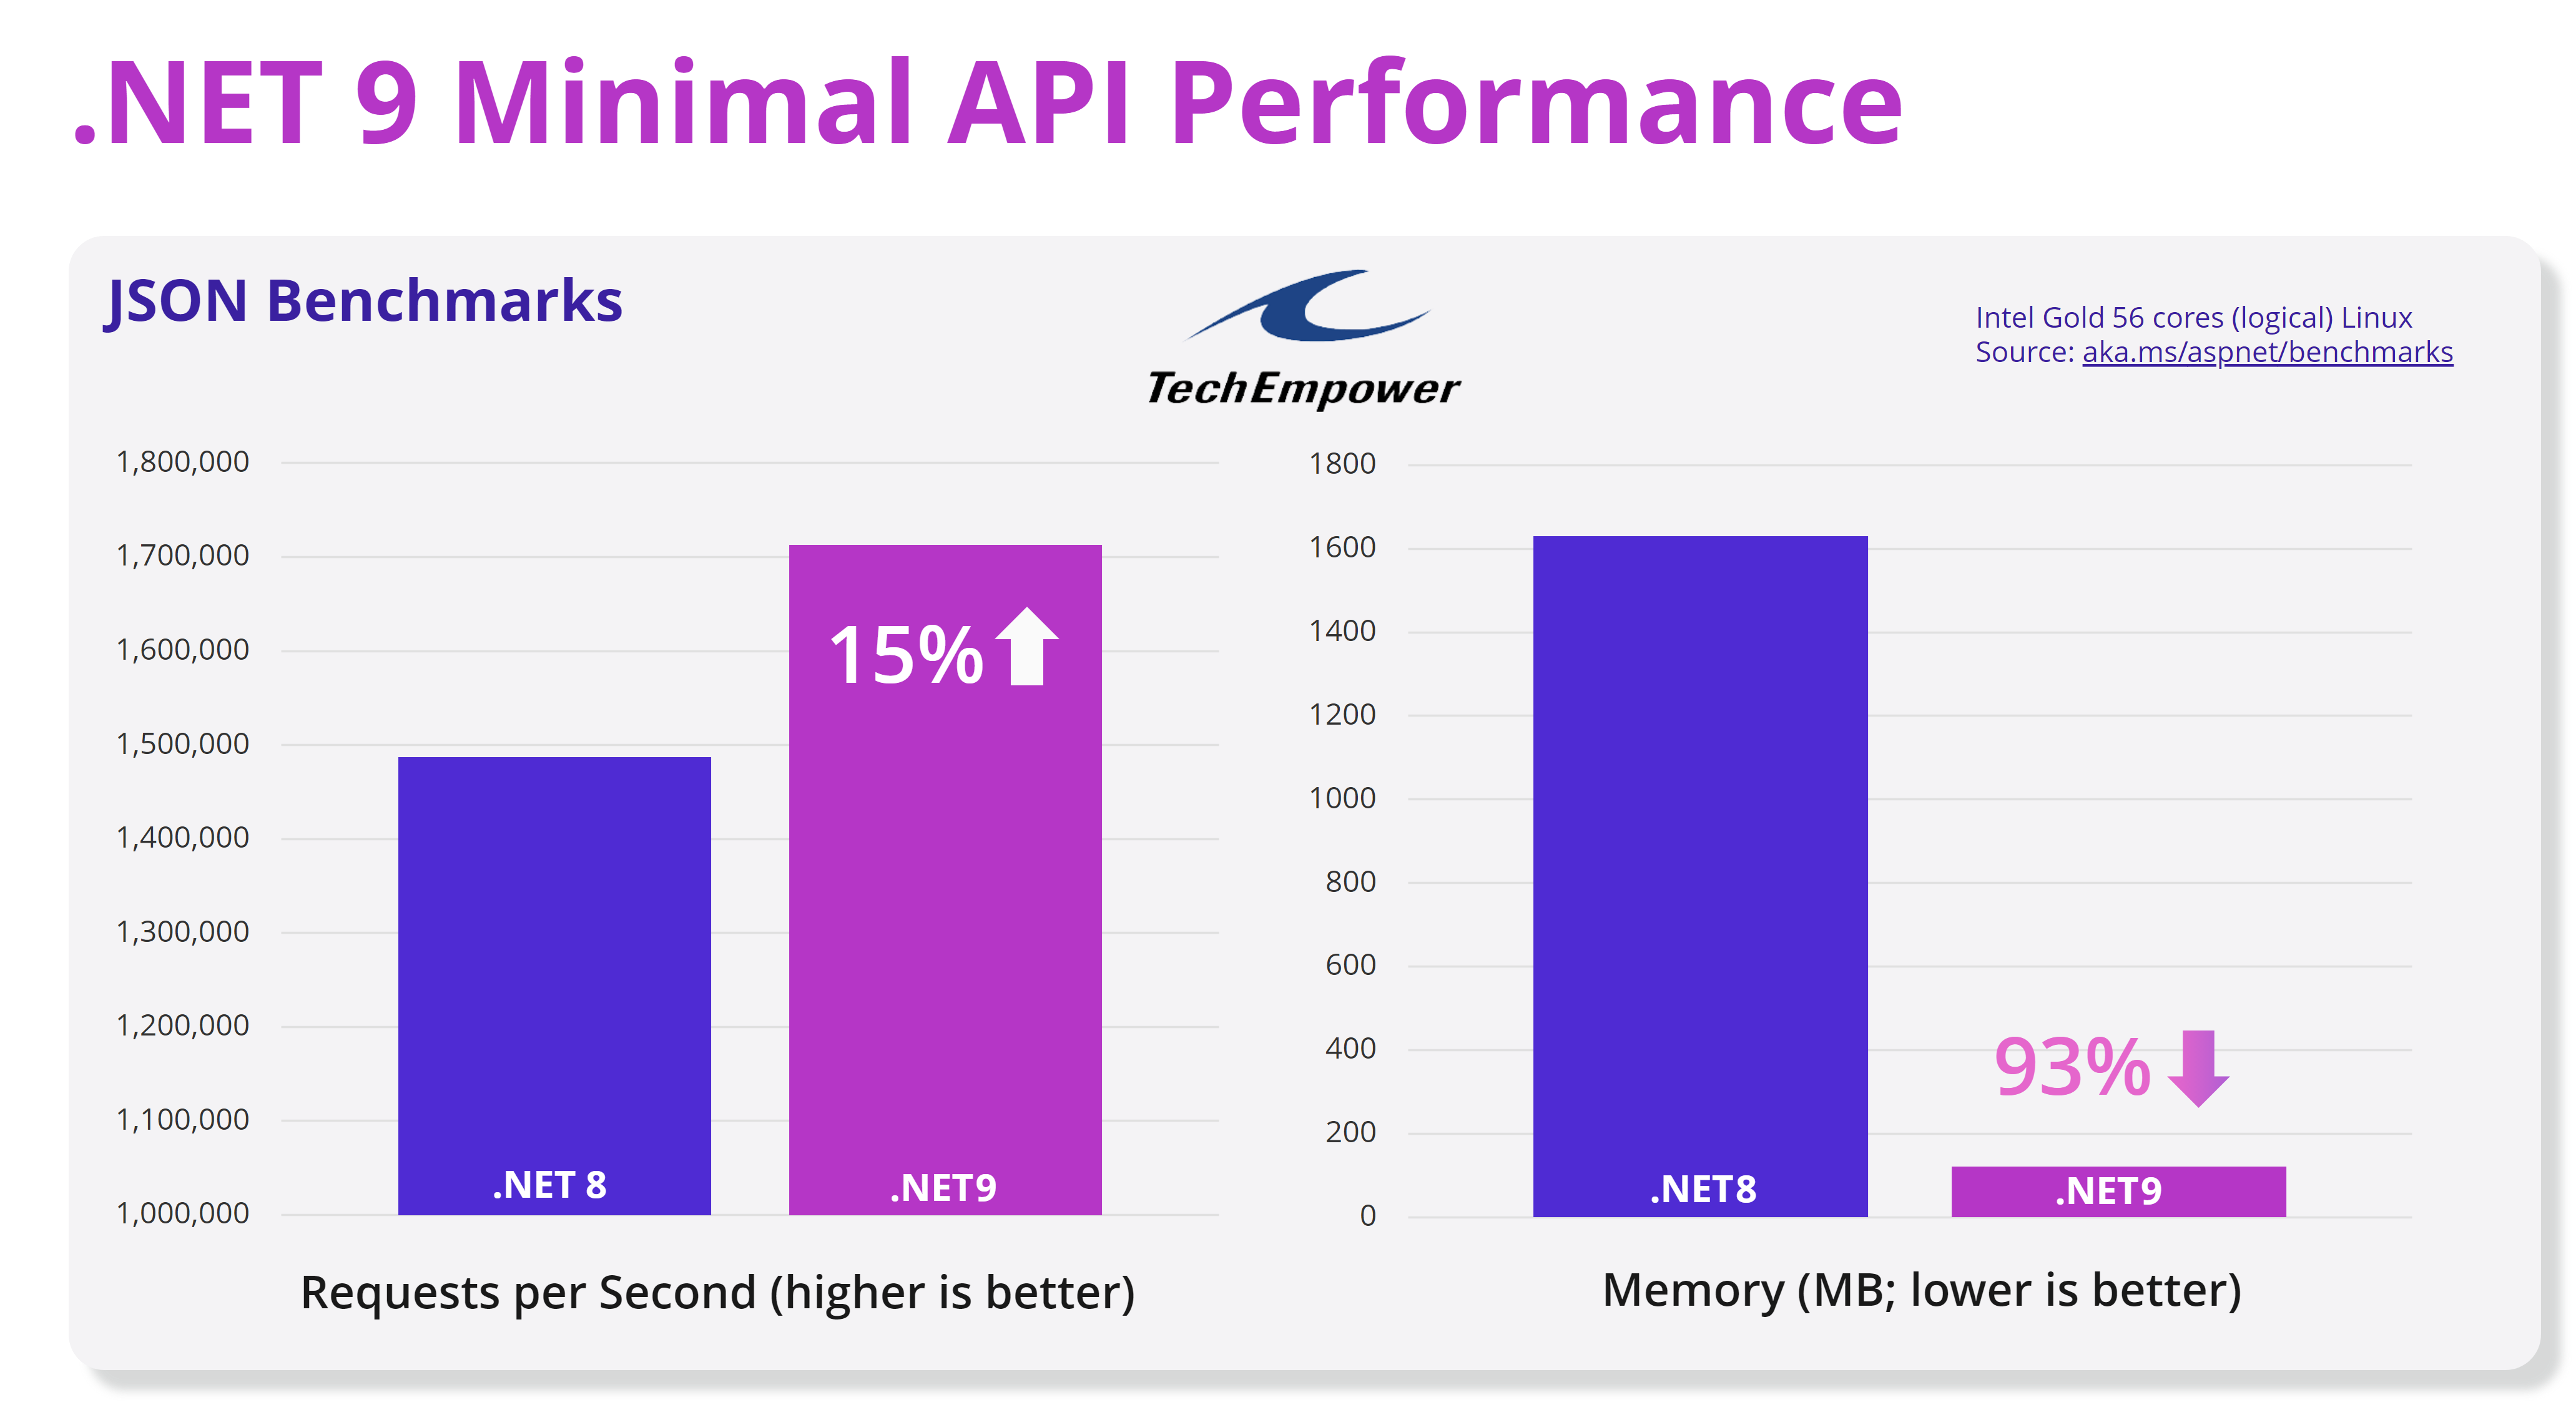 .NET 9 Minimal API Performance
JSON Benchmarks
TechEmpower
Intel Gold 56 cores (logical) Linux
Source: aka.ms/aspnet/benchmarks
1,800,000
1,700,000
1,600,000
1,500,000
1,400,000
1,300,000
1,200,000
1,100,000
1,000,000
15%
.NET 8
.NET9
Requests per Second (higher is better)
1800
1600
1400
1200
1000
800
600
400
200
0
93%
.NET8
.NET9
Memory (MB; lower is better)